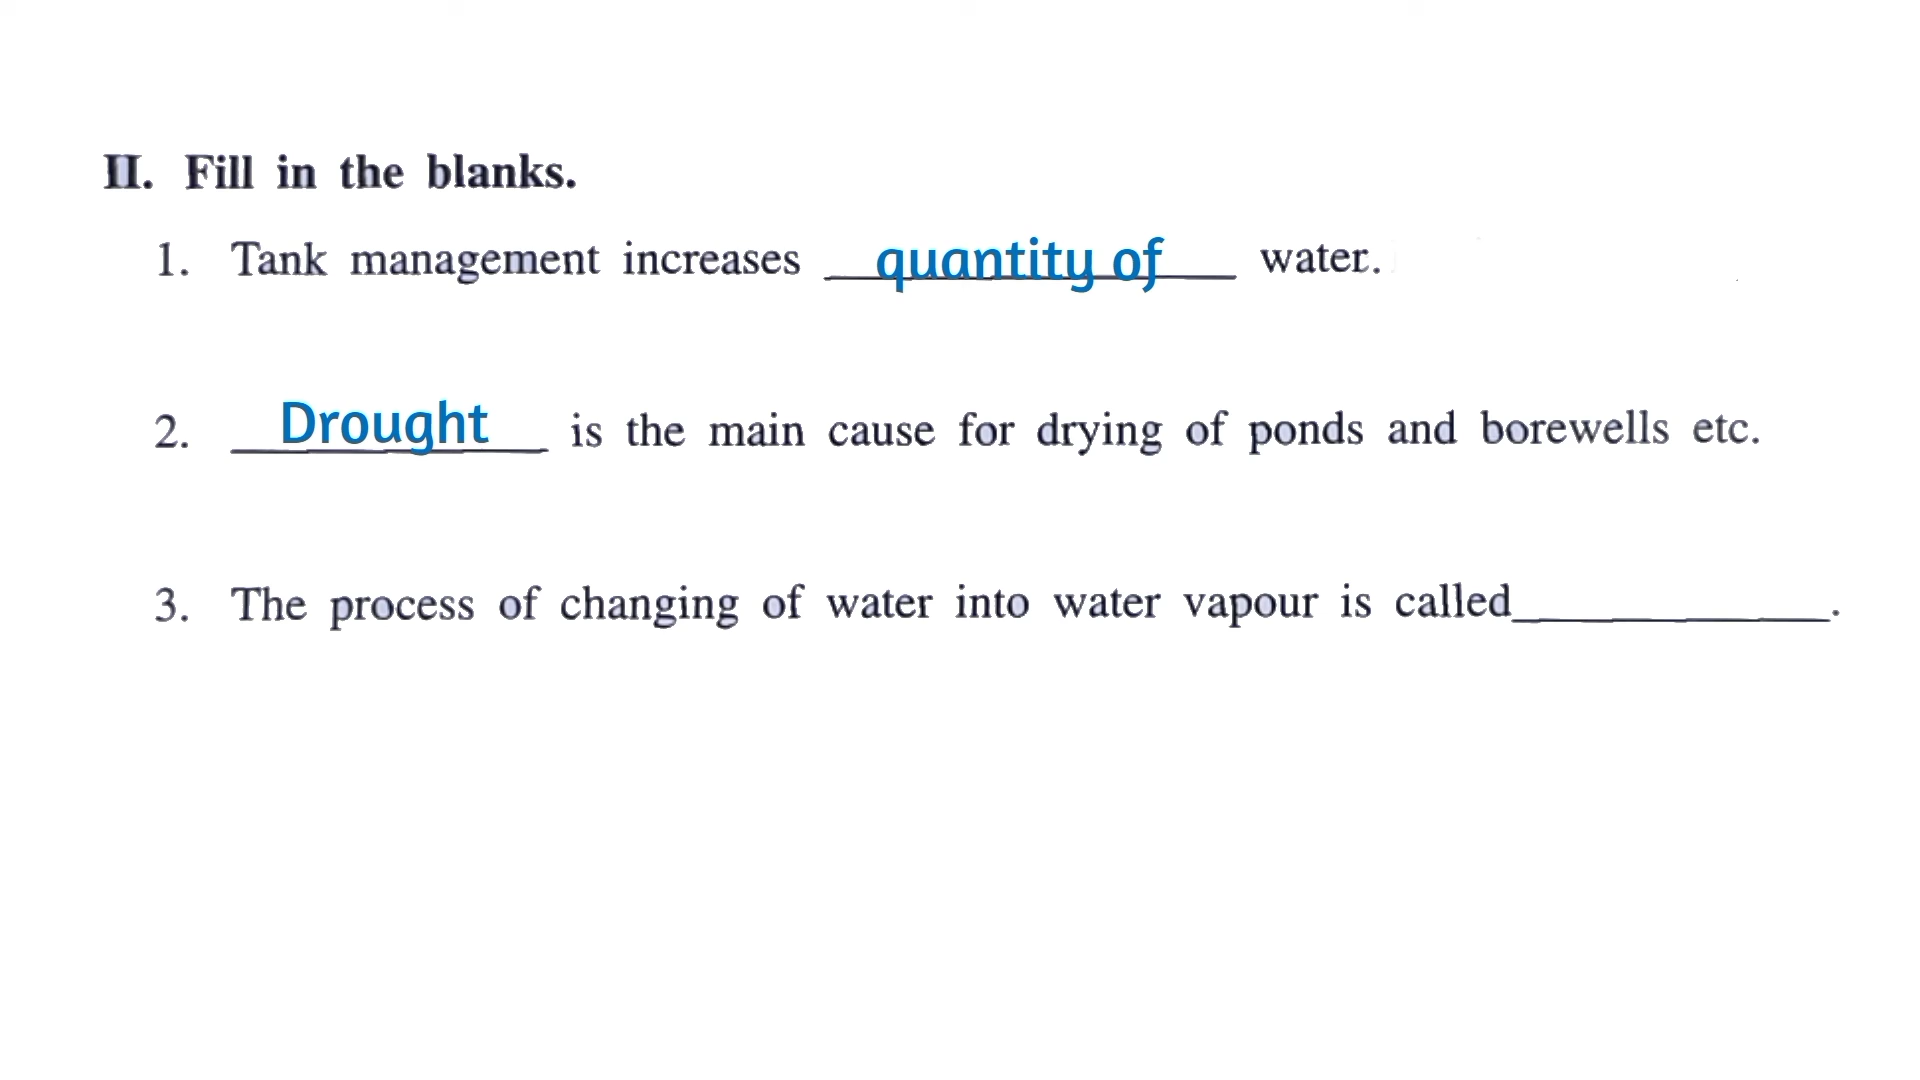 II. Fill in the blanks.
1. Tank management increases quantity of water.
2. Drought is the main cause for drying of ponds and borewells etc.
3. The process of changing of water into water vapour is called____________.